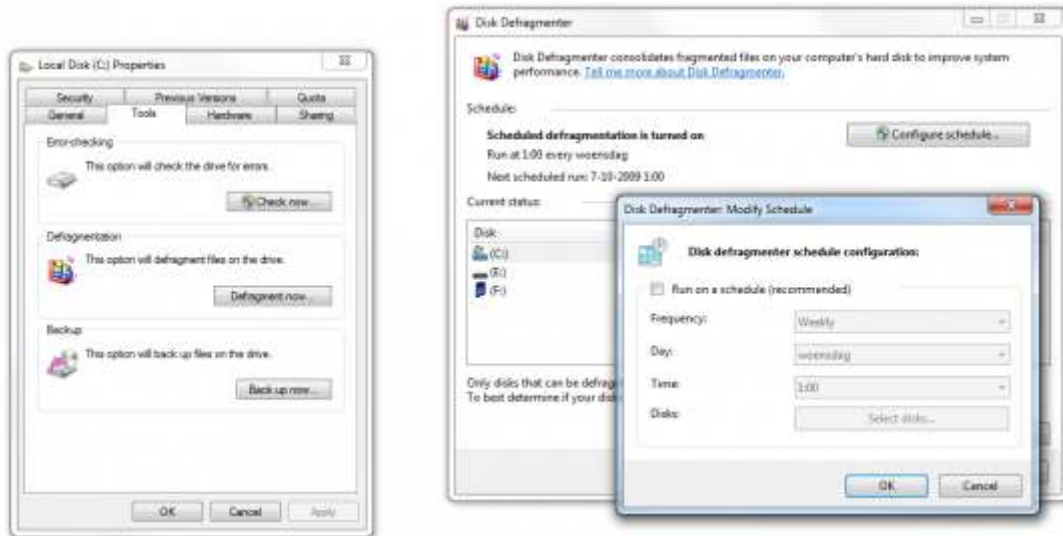 Local Disk (C:) Properties
Security Previous Versions Quota
General Tools Hardware Sharing
Error-checking
This option will check the drive for errors.
Check now...
Defragmentation
This option will defragment files on the drive.
Defragment now...
Backup
This option will back up files on the drive.
Back up now...
OK Cancel Apply
Disk Defragmenter
Disk Defragmenter consolidates fragmented files on your computer's hard disk to improve system
performance. Tell me more about Disk Defragmenter.
Schedule:
Scheduled defragmentation is turned on
Configure schedule...
Run at 1:00 every woensdag
Next scheduled run: 7-10-2009 1:00
Current status:
Disk
(C:)
(E:)
(F:)
Only disks that can be defrag
To best determine if your disk
Disk Defragmenter: Modify Schedule
Disk defragmenter schedule configuration:
Run on a schedule (recommended)
Frequency: Weekly
Day: woensdag
Time: 1:00
Disks: Select disks...
OK Cancel